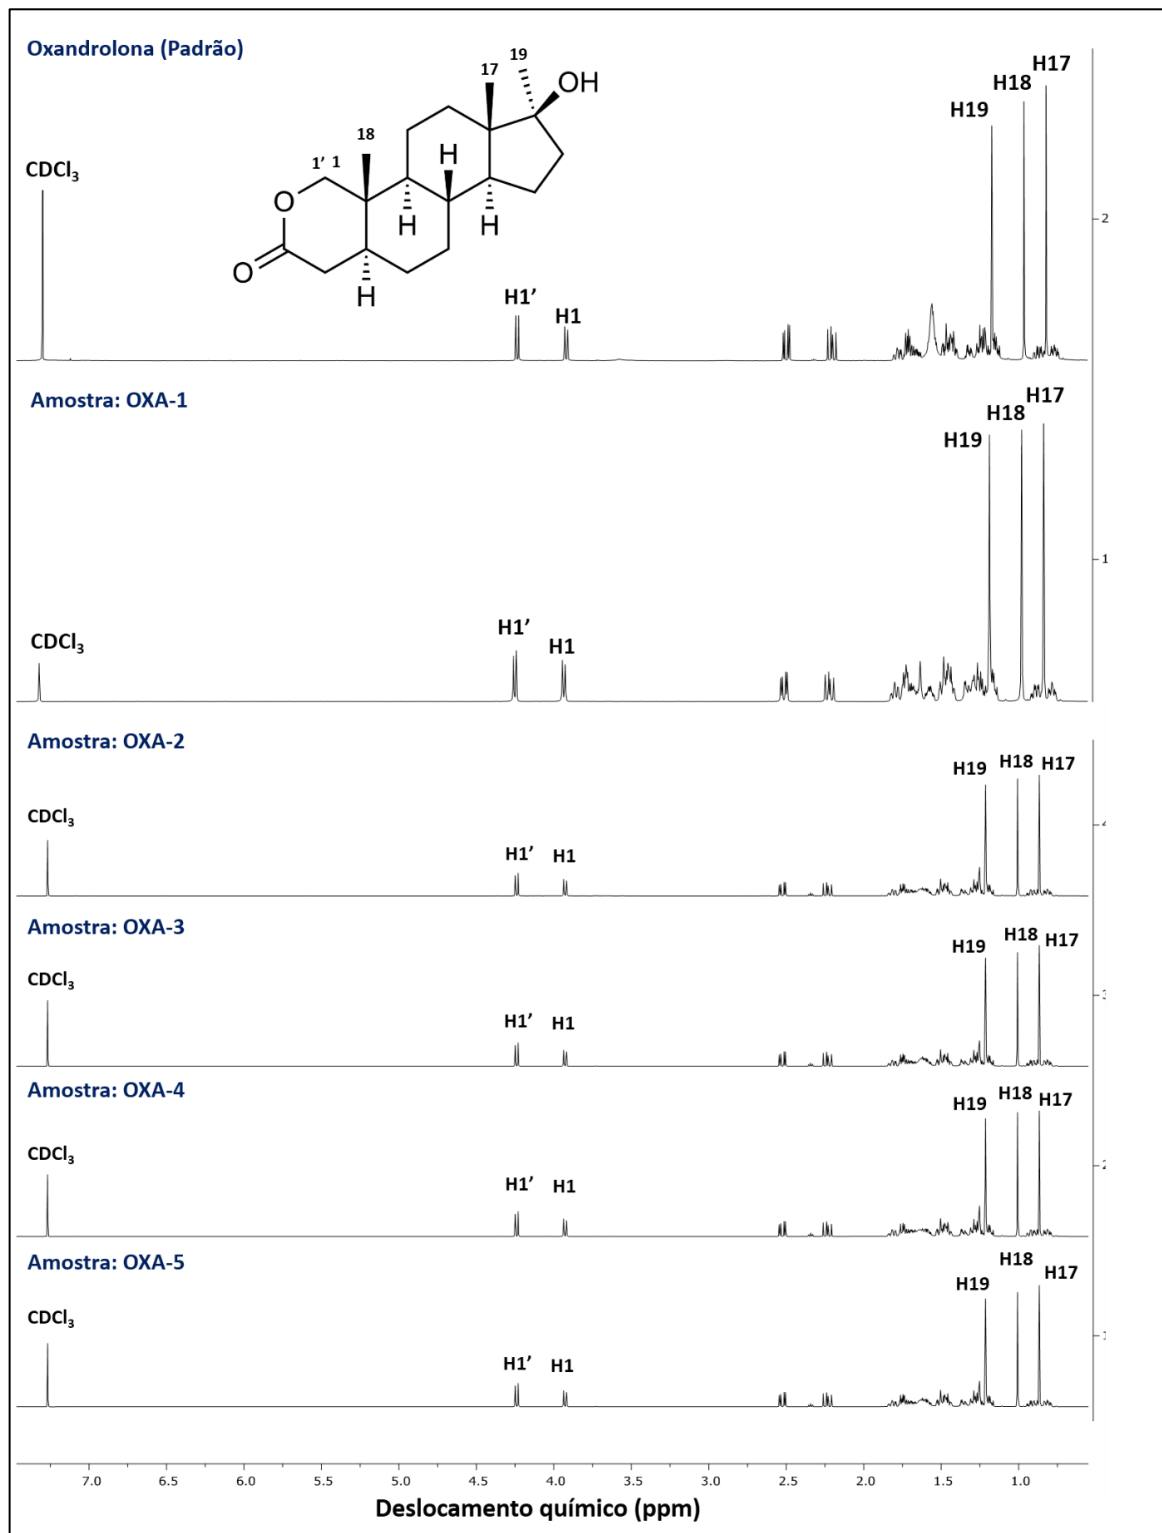 Oxandrolona (Padrão)
19
17
OH
H17
H18
H19
18
1' 1
H
CDCl₃
O
H
H
O
H
H1'
H1
2
Amostra: OXA-1
H17
H18
H19
1
CDCl₃
H1'
H1
Amostra: OXA-2
H19
H18
H17
CDCl₃
H1'
H1
Amostra: OXA-3
H19
H18
H17
CDCl₃
H1'
H1
Amostra: OXA-4
H19
H18
H17
CDCl₃
H1'
H1
2
Amostra: OXA-5
H19
H18
H17
CDCl₃
H1'
H1
7.0 6.5 6.0 5.5 5.0 4.5 4.0 3.5 3.0 2.5 2.0 1.5 1.0
Deslocamento químico (ppm)